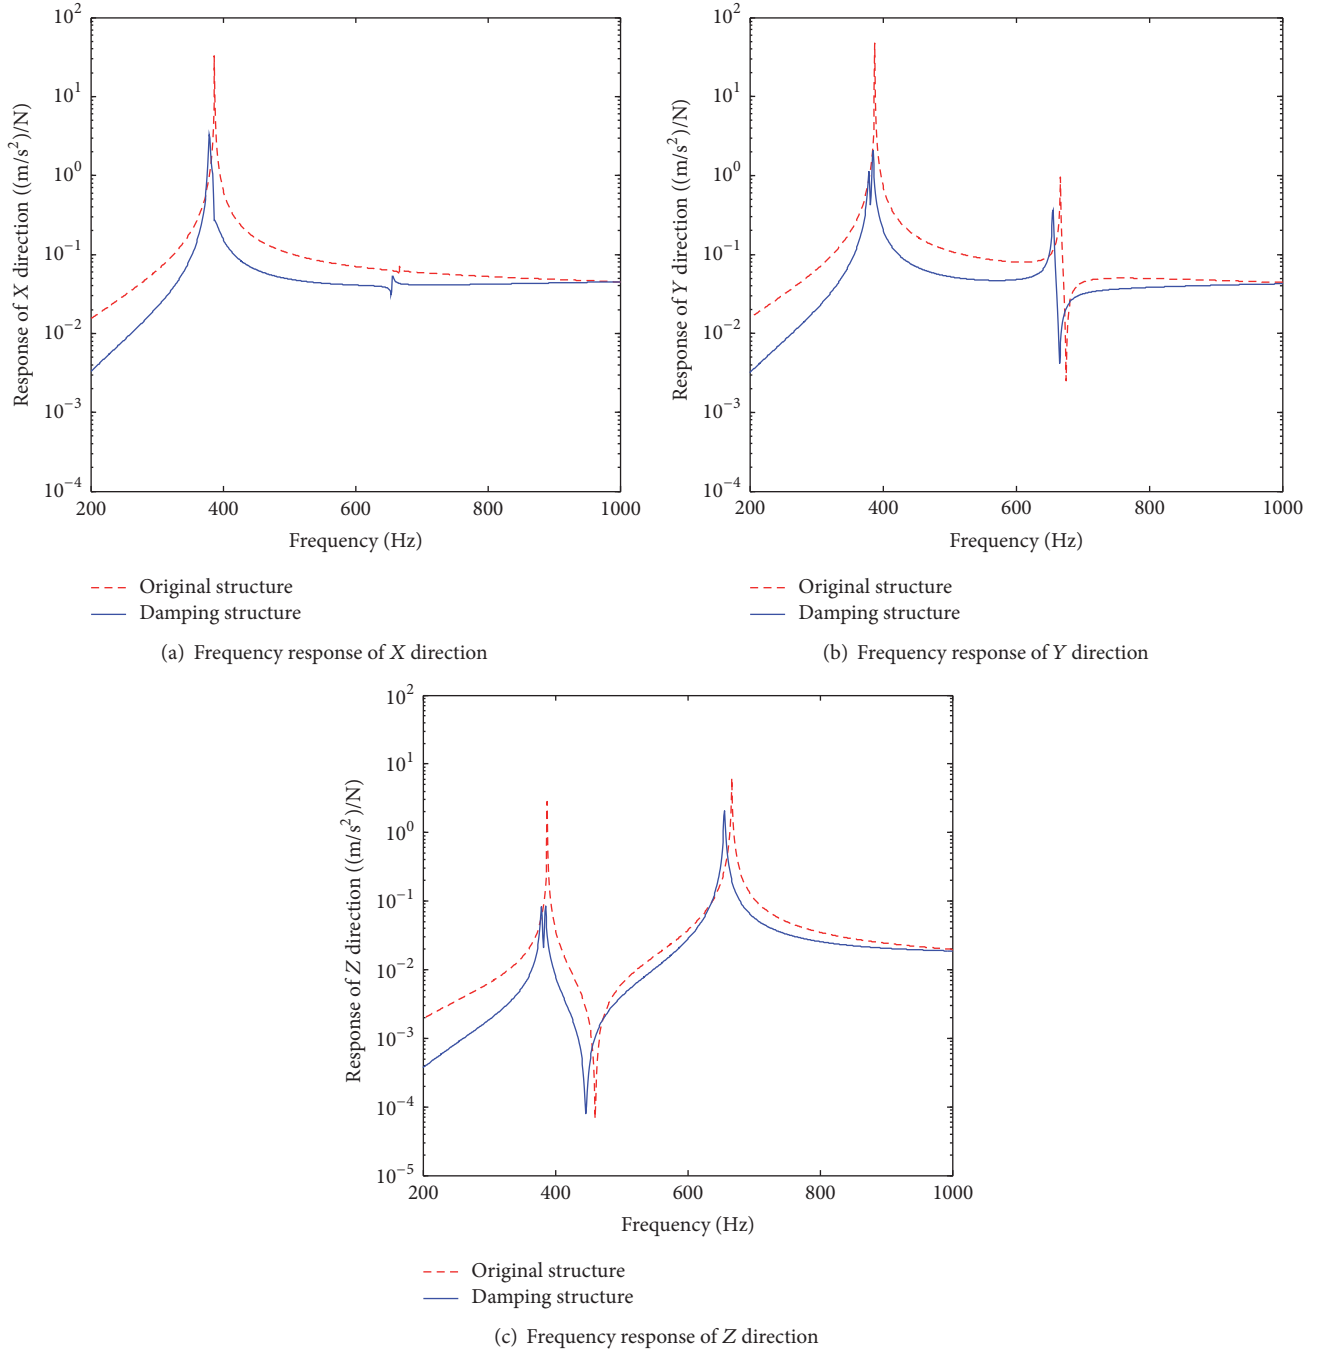 10^2
10^1
10^0
10^−1
10^−2
10^−3
10^−4
Response of X direction ((m/s^2)/N)
200 400 600 800 1000
Frequency (Hz)
Original structure
Damping structure
(a) Frequency response of X direction
10^2
10^1
10^0
10^−1
10^−2
10^−3
10^−4
Response of Y direction ((m/s^2)/N)
200 400 600 800 1000
Frequency (Hz)
Original structure
Damping structure
(b) Frequency response of Y direction
10^2
10^1
10^0
10^−1
10^−2
10^−3
10^−4
10^−5
Response of Z direction ((m/s^2)/N)
200 400 600 800 1000
Frequency (Hz)
Original structure
Damping structure
(c) Frequency response of Z direction